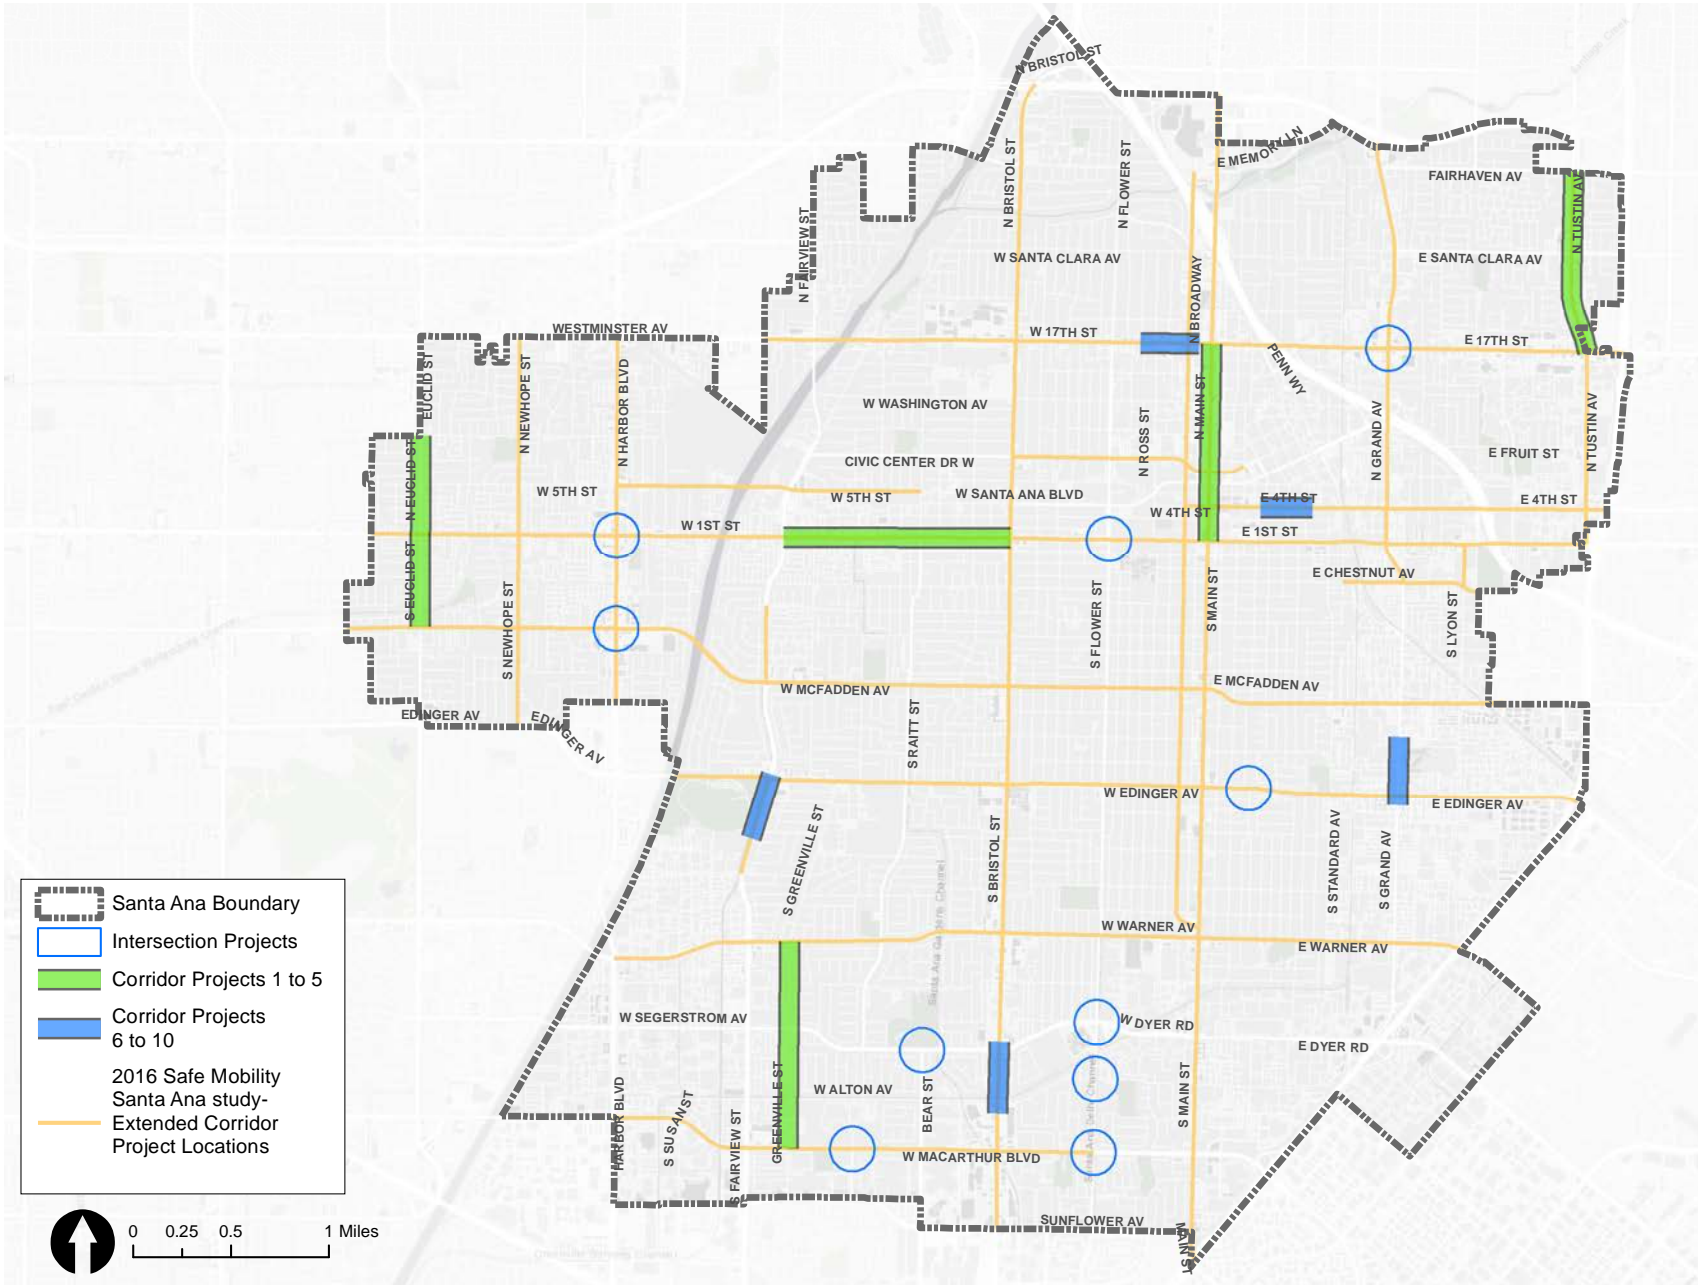 N BRISTOL ST
E MEMORY LN
N BRISTOL ST
N FLOWER ST
FAIRHAVEN AV
N TUSTIN AV
N FAIRVIEW ST
W SANTA CLARA AV
N BROADWAY
E SANTA CLARA AV
WESTMINSTER AV
W 17TH ST
E 17TH ST
PENN WY
EUCLID ST
N NEWHOPE ST
N HARBOR BLVD
W WASHINGTON AV
N ROSS ST
N MAIN ST
N GRAND AV
N TUSTIN AV
N EUCLID ST
CIVIC CENTER DR W
E FRUIT ST
W 5TH ST
W 5TH ST
W SANTA ANA BLVD
E 4TH ST
E 4TH ST
W 1ST ST
W 4TH ST
E 1ST ST
S EUCLID ST
S NEWHOPE ST
S FLOWER ST
S MAIN ST
E CHESTNUT AV
S LYON ST
W MCFADDEN AV
E MCFADDEN AV
EDINGER AV
EDINGER AV
S RAITT ST
W EDINGER AV
E EDINGER AV
S GREENVILLE ST
S BRISTOL ST
S STANDARD AV
S GRAND AV
Santa Ana Gardens Channel
W WARNER AV
E WARNER AV
W SEGERSTROM AV
W DYER RD
E DYER RD
HARBOR BLVD
S SUSAN ST
S FAIRVIEW ST
GREENVILLE ST
W ALTON AV
BEAR ST
S MAIN ST
W MACARTHUR BLVD
SUNFLOWER AV
MAIN ST
Santa Ana Boundary
Intersection Projects
Corridor Projects 1 to 5
Corridor Projects
6 to 10
2016 Safe Mobility
Santa Ana study-
Extended Corridor
Project Locations
0 0.25 0.5 1 Miles